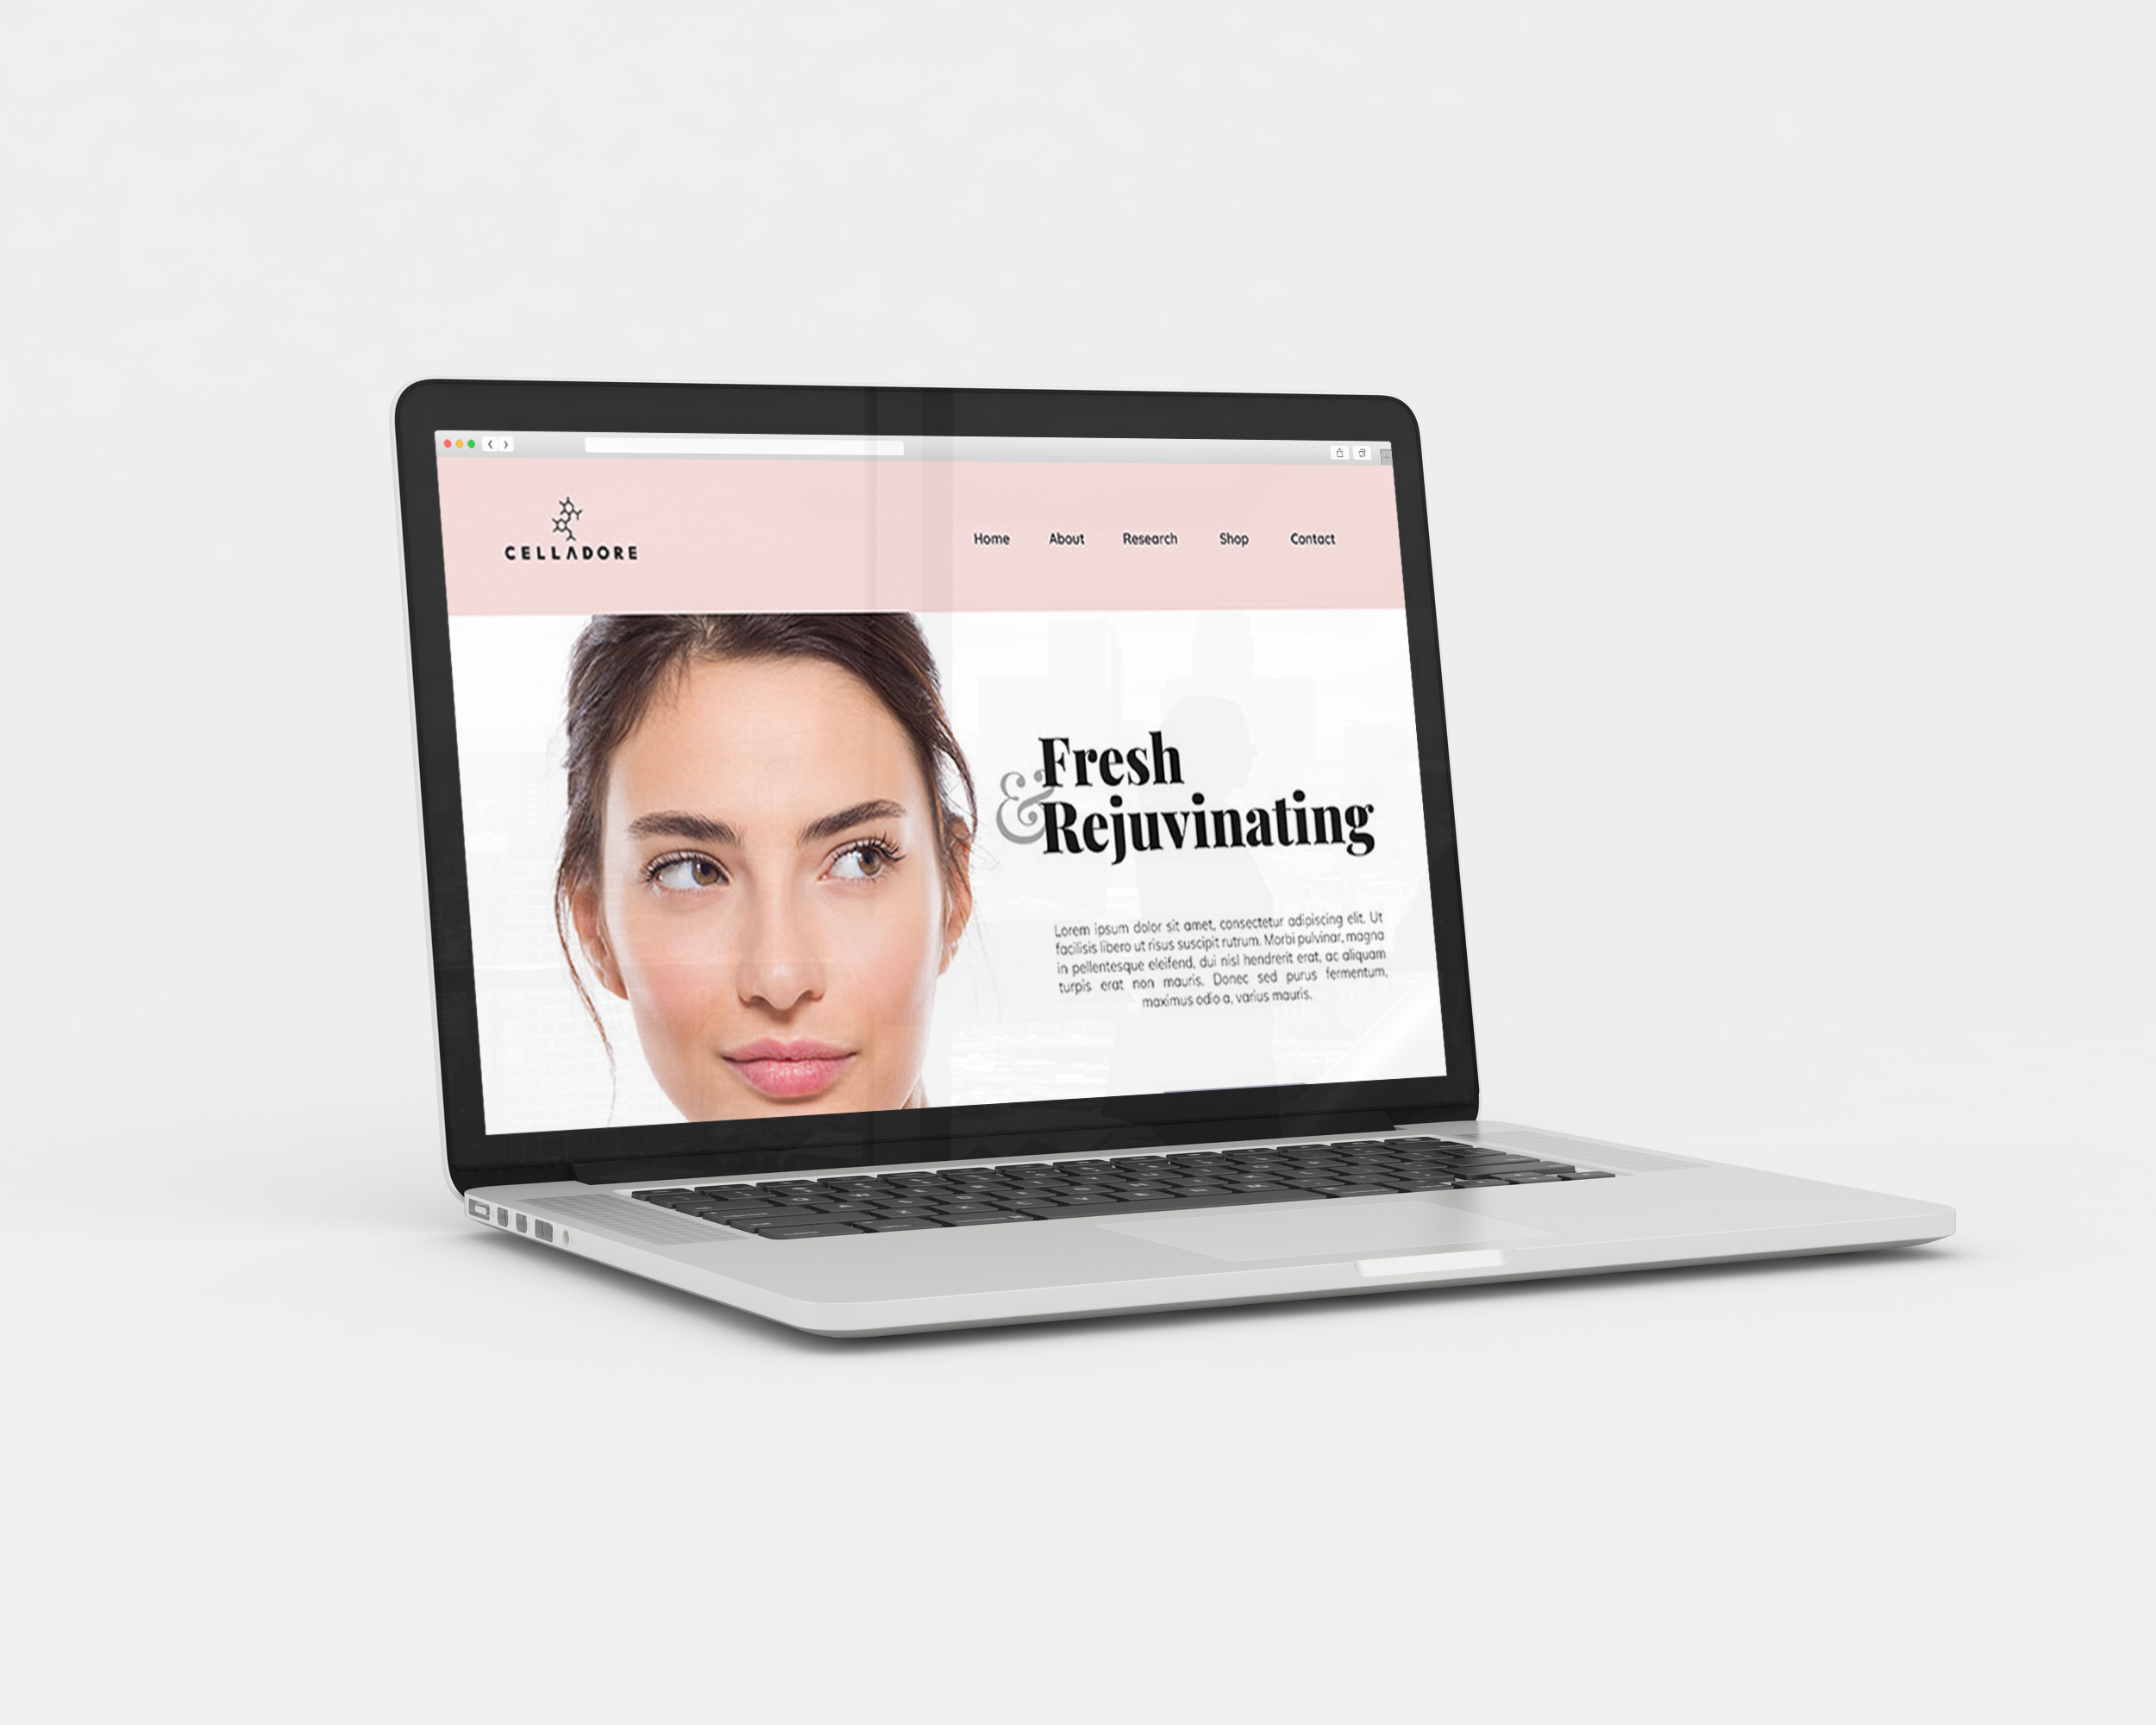 CELLADORE
Home About Research Shop Contact
Fresh
& Rejuvinating
Lorem ipsum dolor sit amet, consectetur adipiscing elit. Ut
facilisis libero ut risus suscipit rutrum. Morbi pulvinar, magna
in pellentesque eleifend, dui nisl hendrerit erat, ac aliquam
turpis erat non mauris. Donec sed purus fermentum,
maximus odio a, varius mauris.